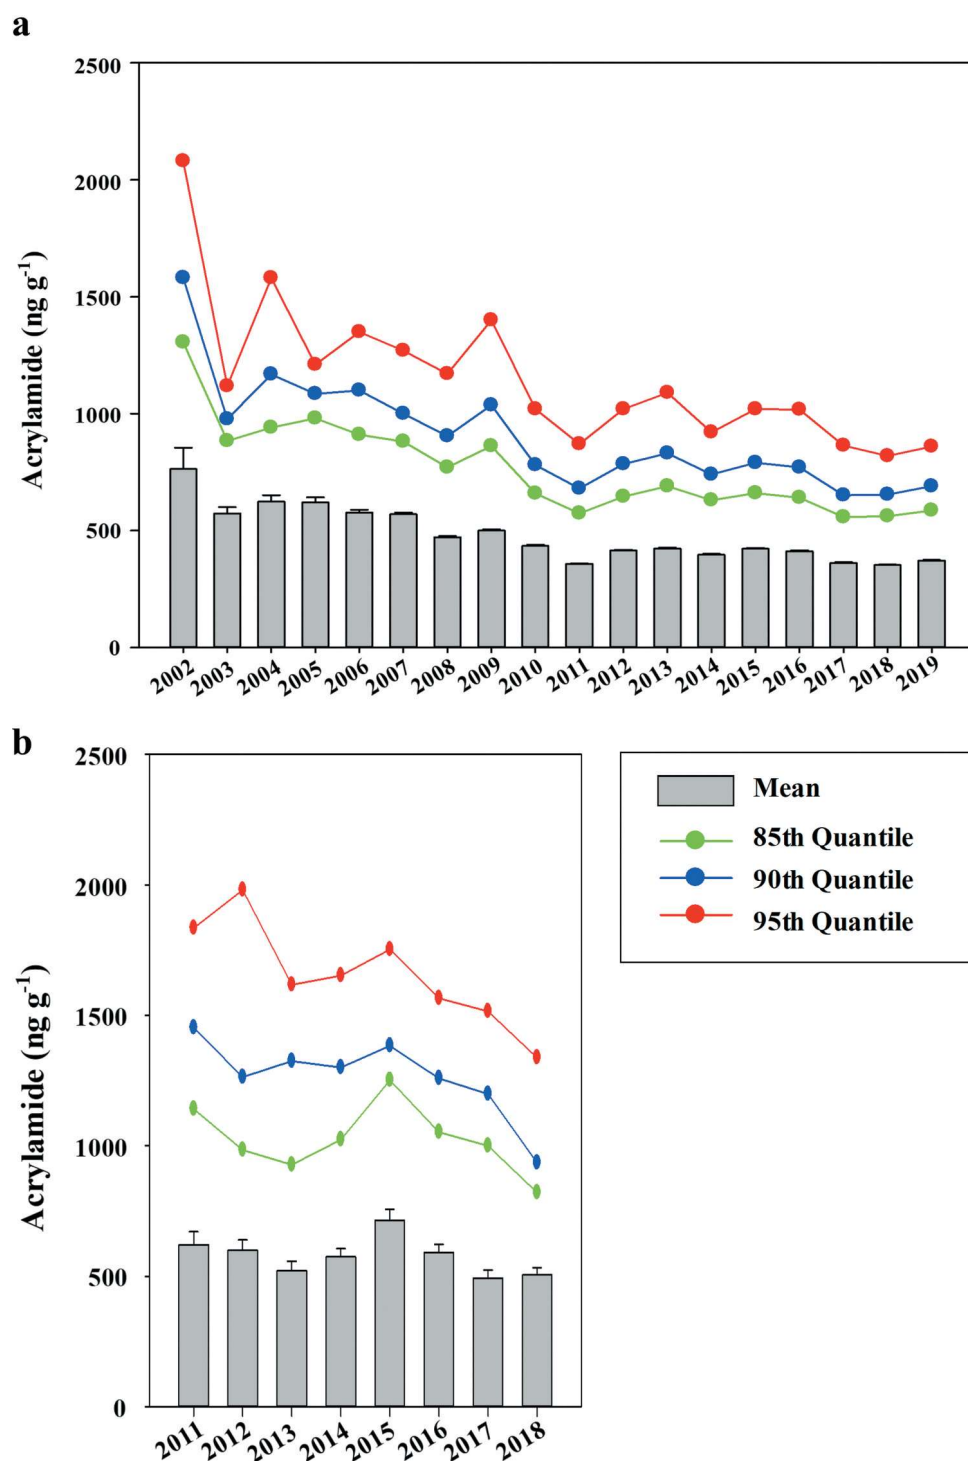 a
2500
2000
1500
1000
500
0
Acrylamide (ng g-1)
2002 2003 2004 2005 2006 2007 2008 2009 2010 2011 2012 2013 2014 2015 2016 2017 2018 2019
b
2500
2000
1500
1000
500
0
Acrylamide (ng g-1)
2011 2012 2013 2014 2015 2016 2017 2018
Mean
85th Quantile
90th Quantile
95th Quantile